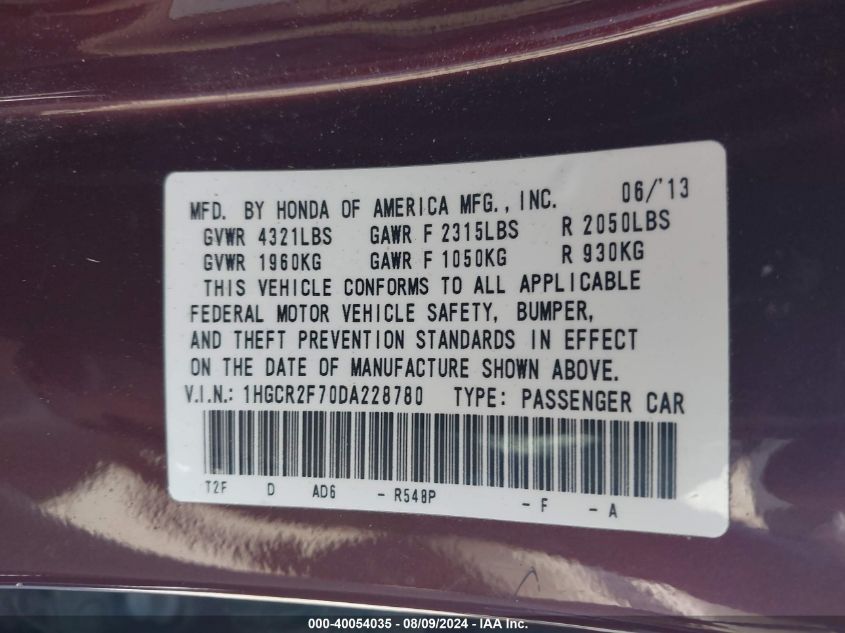 MFD. BY HONDA OF AMERICA MFG., INC. 06/'13
GVWR 4321LBS GAWR F 2315LBS R 2050LBS
GVWR 1960KG GAWR F 1050KG R 930KG
THIS VEHICLE CONFORMS TO ALL APPLICABLE
FEDERAL MOTOR VEHICLE SAFETY, BUMPER,
AND THEFT PREVENTION STANDARDS IN EFFECT
ON THE DATE OF MANUFACTURE SHOWN ABOVE.
V.I.N.: 1HGCR2F70DA228780 TYPE: PASSENGER CAR
T2F D AD6 - R548P - F - A
000-40054035 - 08/09/2024 - IAA Inc.